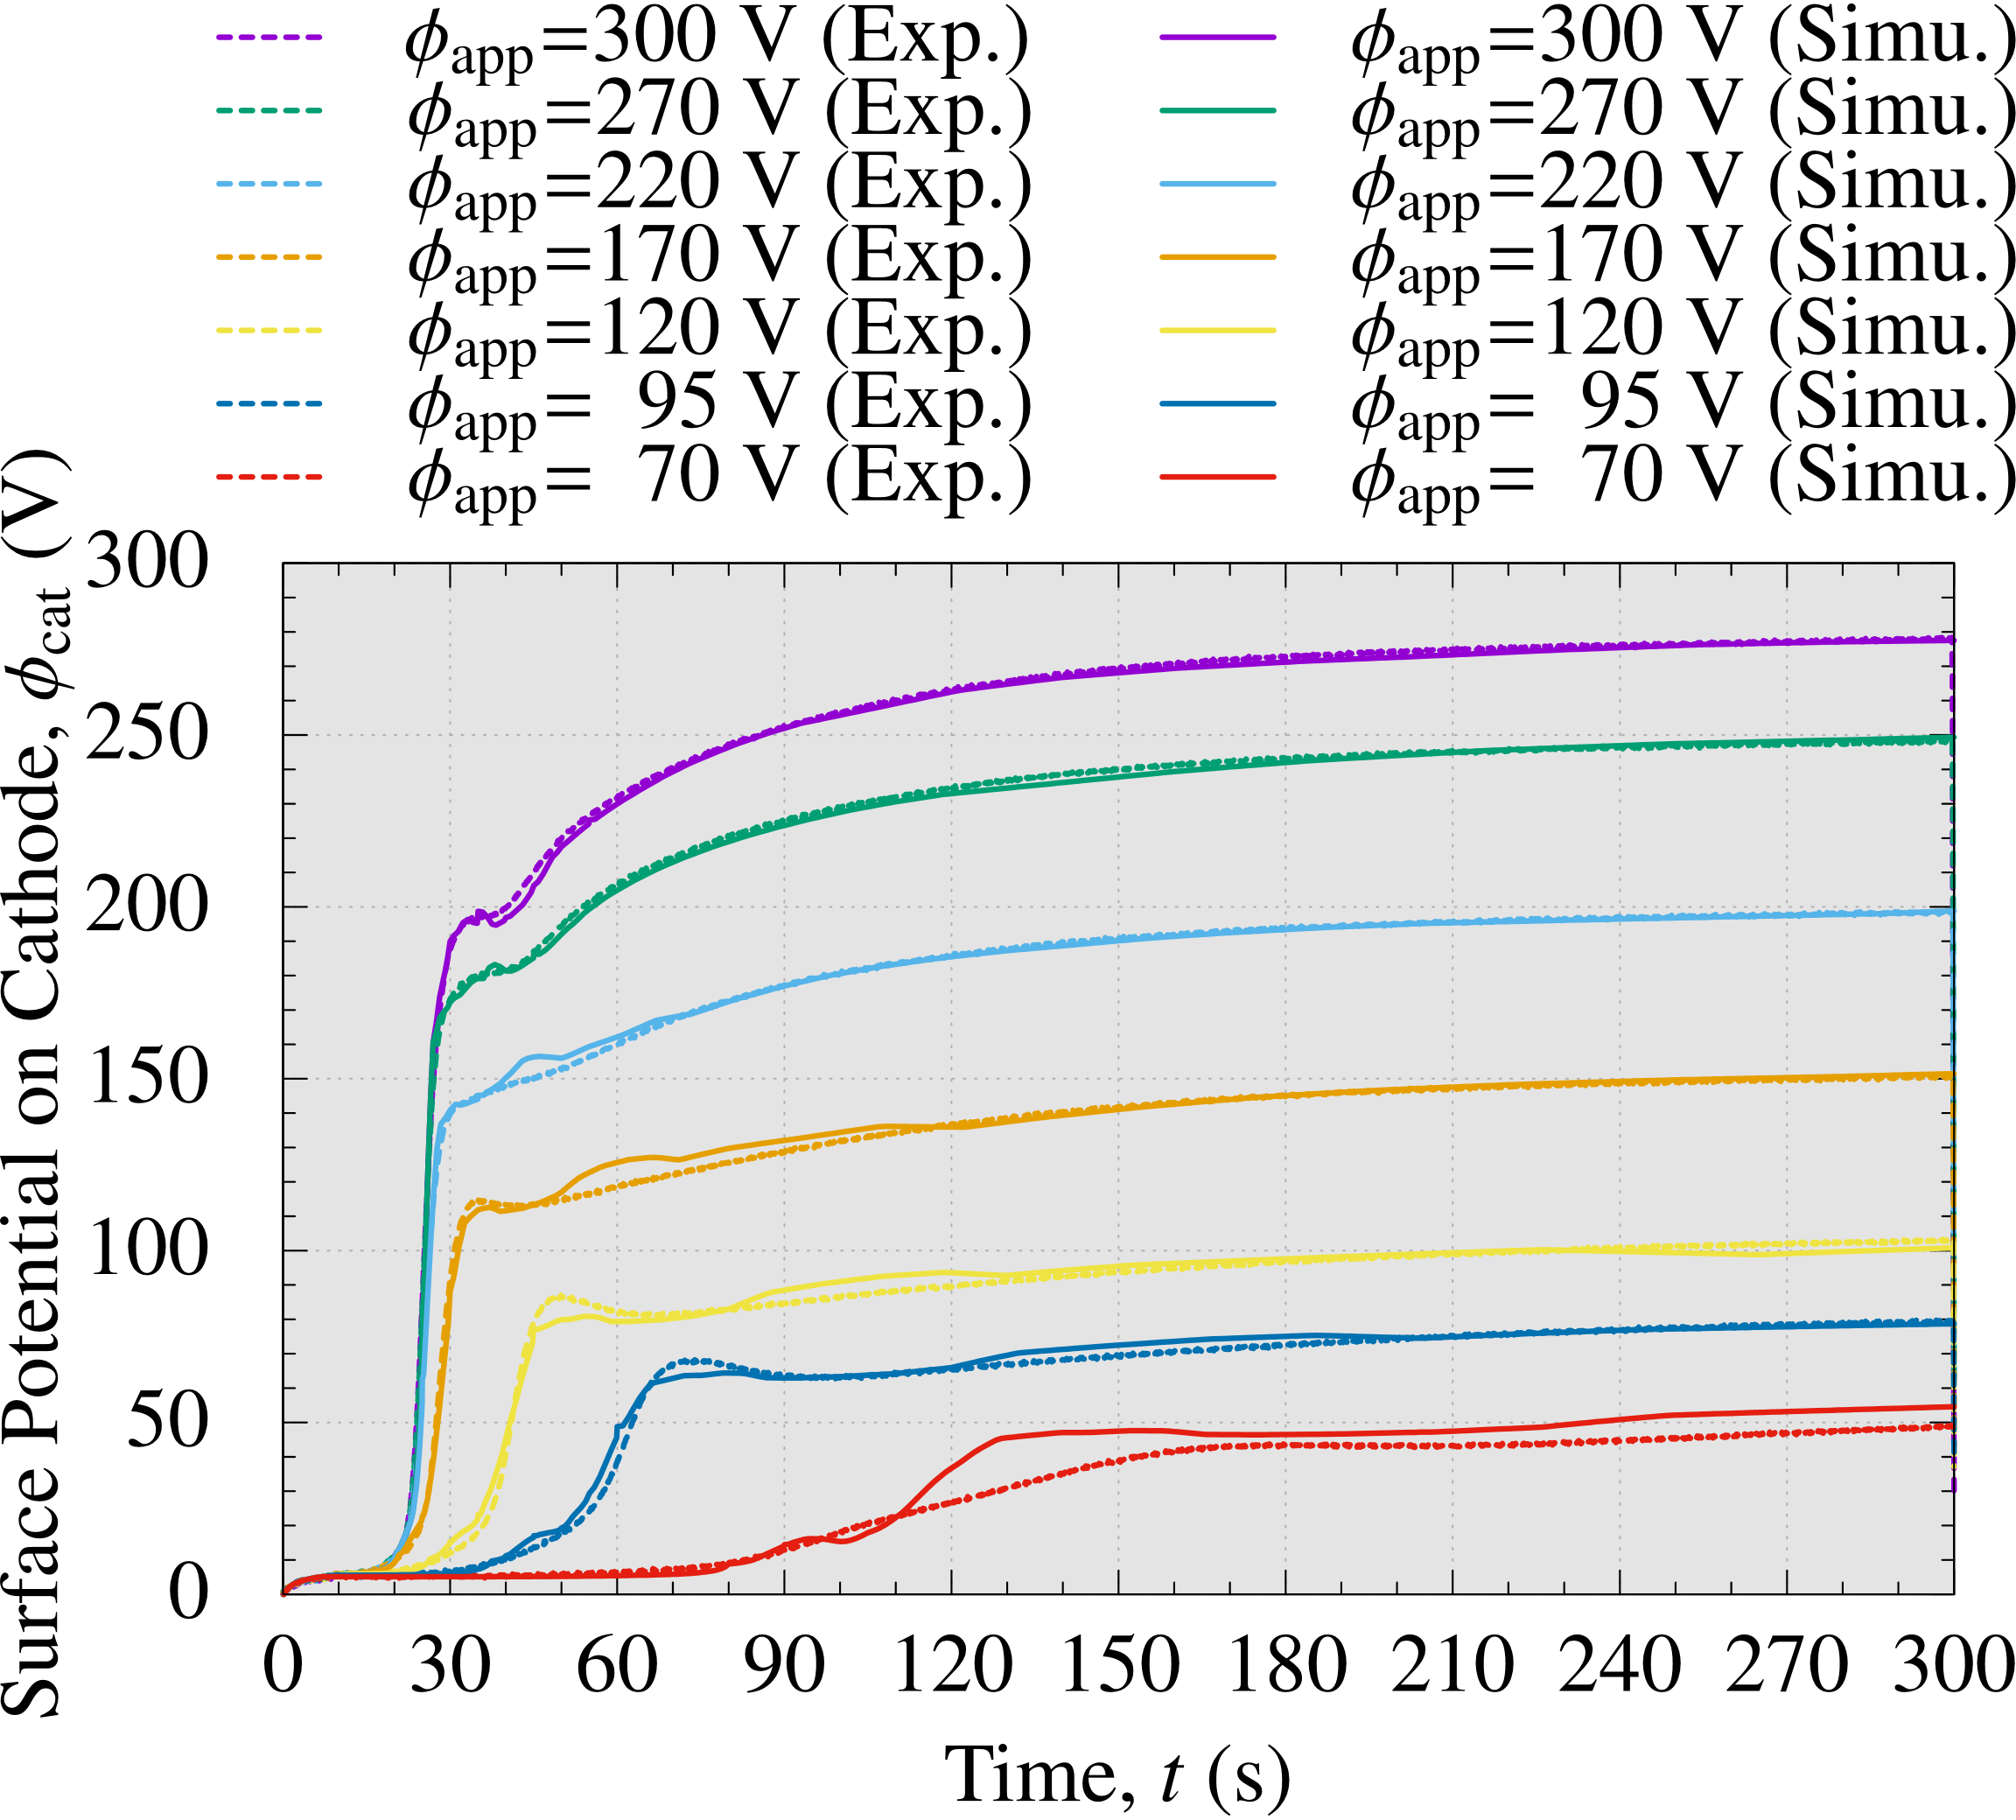 ϕapp=300 V (Exp.) ϕapp=300 V (Simu.)
ϕapp=270 V (Exp.) ϕapp=270 V (Simu.)
ϕapp=220 V (Exp.) ϕapp=220 V (Simu.)
ϕapp=170 V (Exp.) ϕapp=170 V (Simu.)
ϕapp=120 V (Exp.) ϕapp=120 V (Simu.)
ϕapp= 95 V (Exp.) ϕapp= 95 V (Simu.)
ϕapp= 70 V (Exp.) ϕapp= 70 V (Simu.)
Surface Potential on Cathode, ϕcat (V)
300
250
200
150
100
50
0
0 30 60 90 120 150 180 210 240 270 300
Time, t (s)